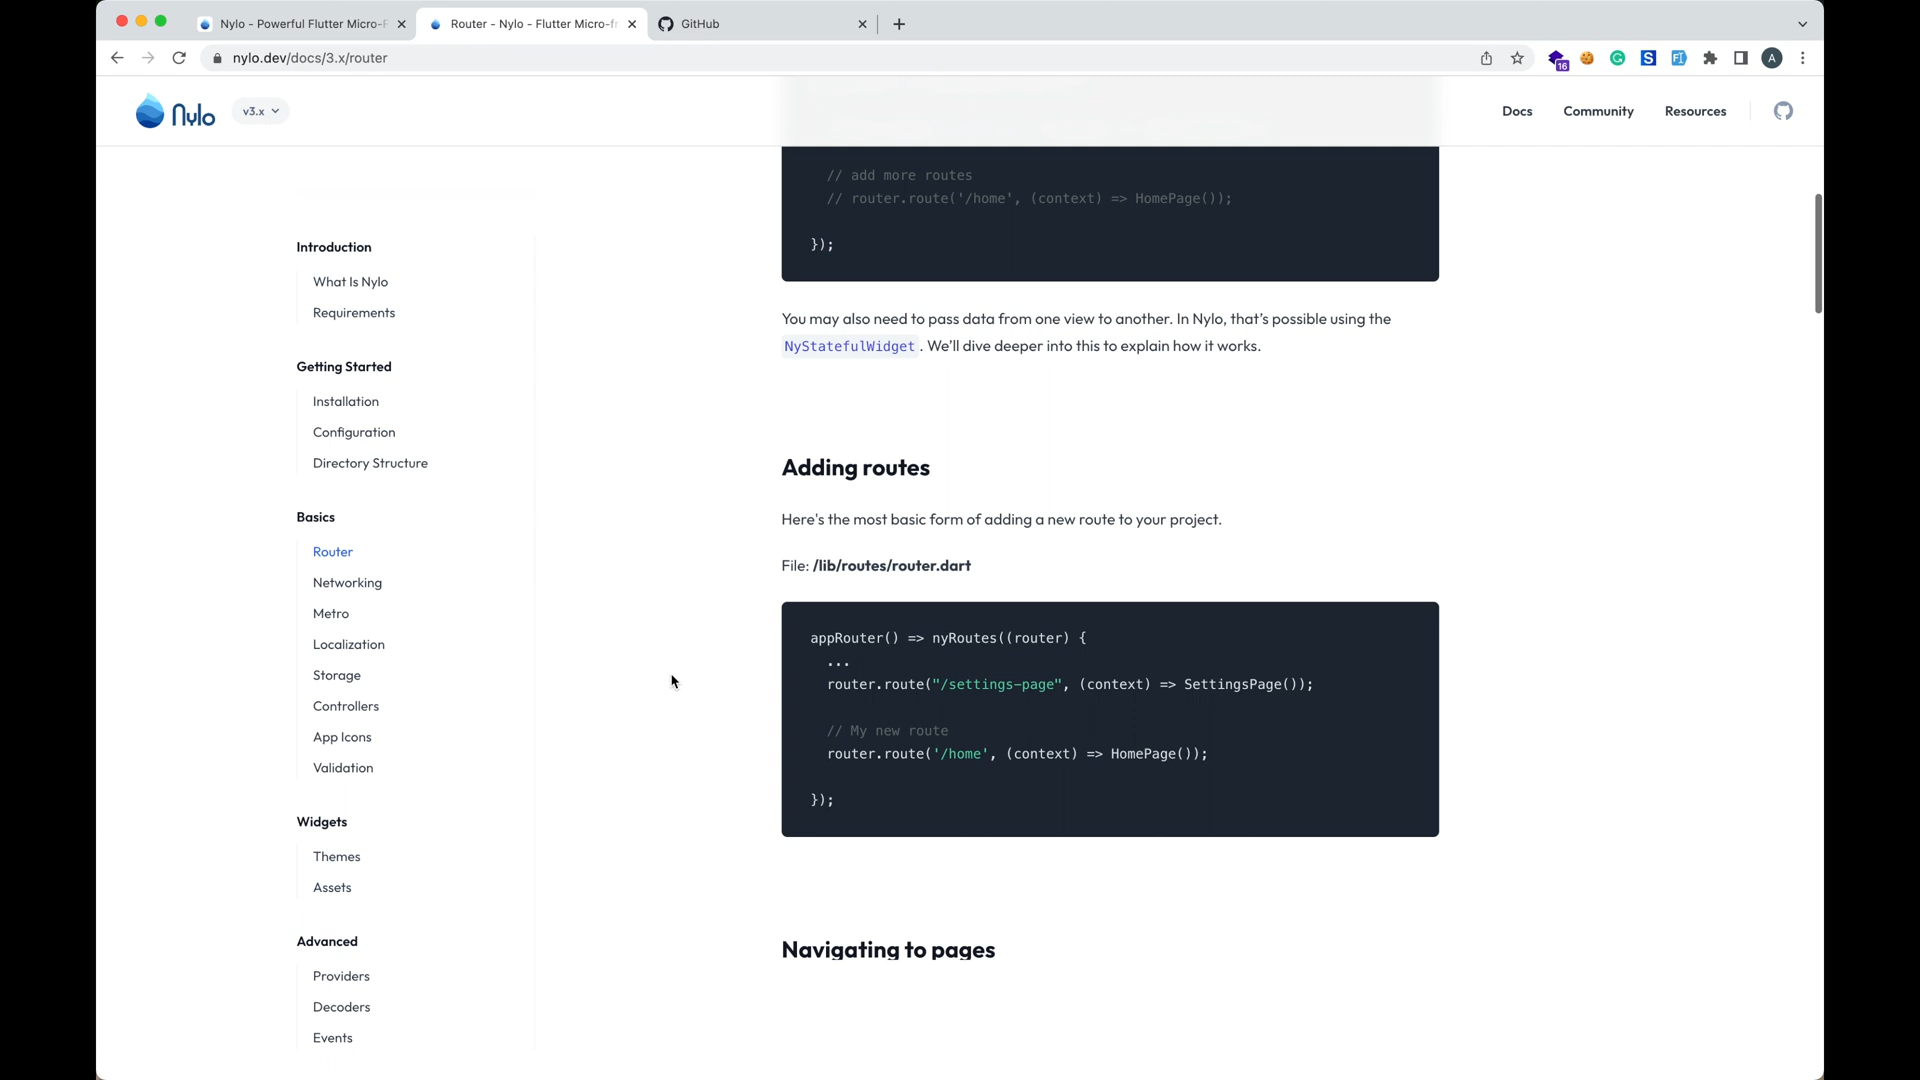 Nylo - Powerful Flutter Micro-F
Router - Nylo - Flutter Micro-fr
GitHub
nylo.dev/docs/3.x/router
16
A
Nylo
v3.x
Docs
Community
Resources
// add more routes
// router.route('/home', (context) => HomePage());
});
You may also need to pass data from one view to another. In Nylo, that's possible using the
NyStatefulWidget. We'll dive deeper into this to explain how it works.
Adding routes
Here's the most basic form of adding a new route to your project.
File: /lib/routes/router.dart
appRouter() => nyRoutes((router) {
...
router.route("/settings-page", (context) => SettingsPage());
// My new route
router.route('/home', (context) => HomePage());
});
Navigating to pages
Introduction
What Is Nylo
Requirements
Getting Started
Installation
Configuration
Directory Structure
Basics
Router
Networking
Metro
Localization
Storage
Controllers
App Icons
Validation
Widgets
Themes
Assets
Advanced
Providers
Decoders
Events